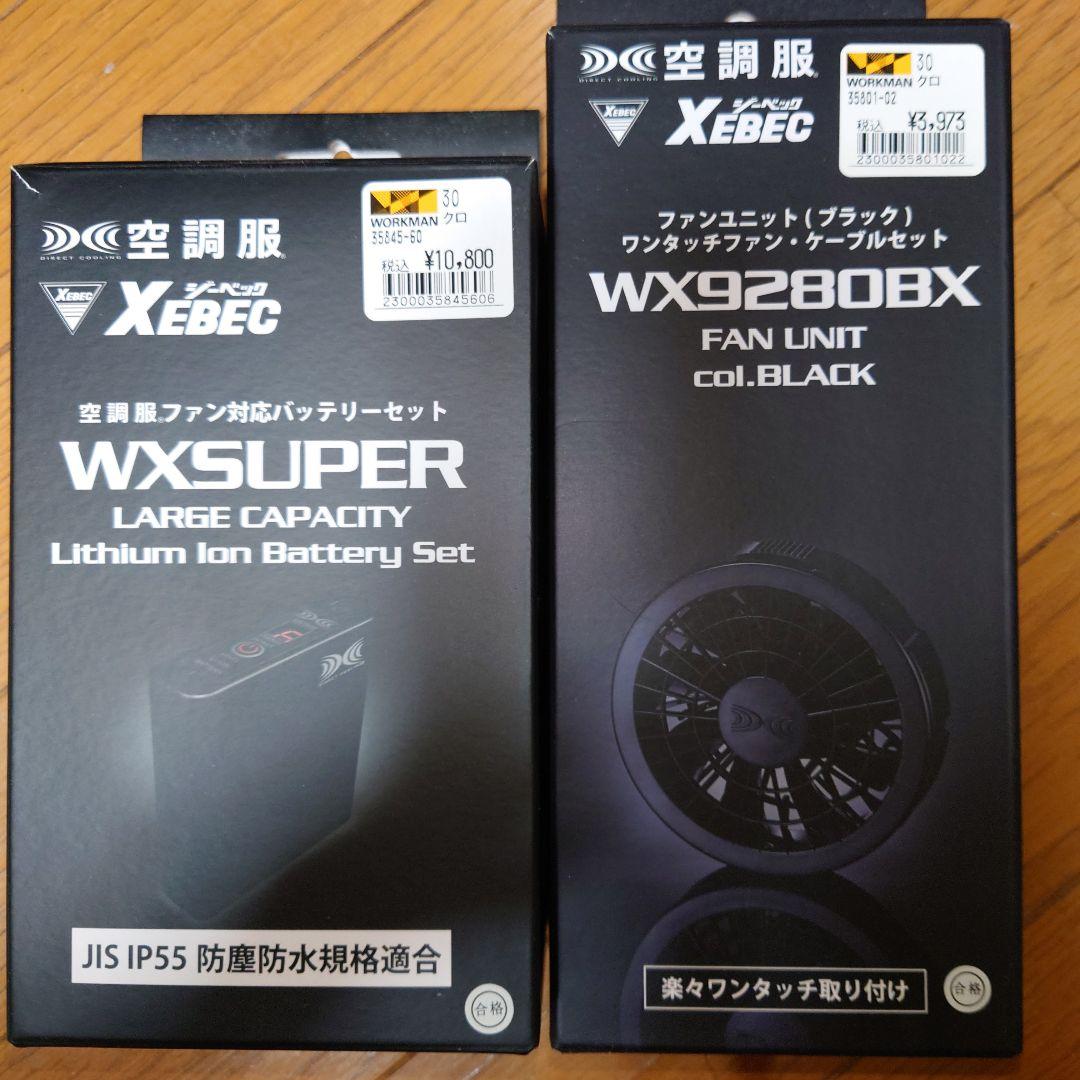 空調服®
DIRECT COOLING
XEBEC
ジーベック
XEBEC
WORKMAN
30
クロ
35845-60
税込 ¥10,800
2300035845606
空調服®ファン対応バッテリーセット
WXSUPER
LARGE CAPACITY
Lithium Ion Battery Set
DIRECT COOLING
JIS IP55 防塵防水規格適合
合格
空調服®
DIRECT COOLING
XEBEC
ジーベック
XEBEC
WORKMAN
30
クロ
35801-02
税込 ¥3,973
2300035801022
ファンユニット(ブラック)
ワンタッチファン・ケーブルセット
WX9280BX
FAN UNIT
col.BLACK
楽々ワンタッチ取り付け
合格